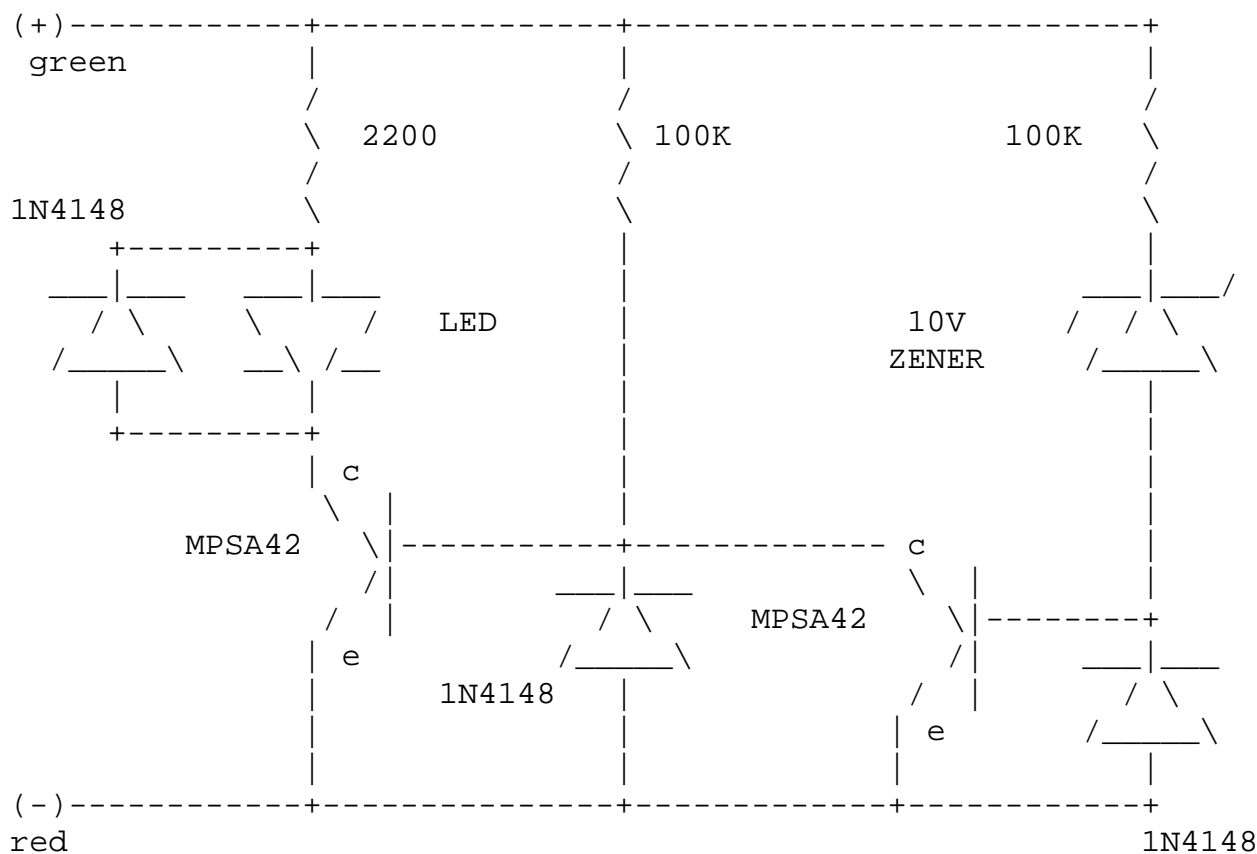 (+)
green
2200 100K 100K
1N4148
LED 10V
ZENER
c
MPSA42 c
MPSA42
e
1N4148
e
(-)
red 1N4148